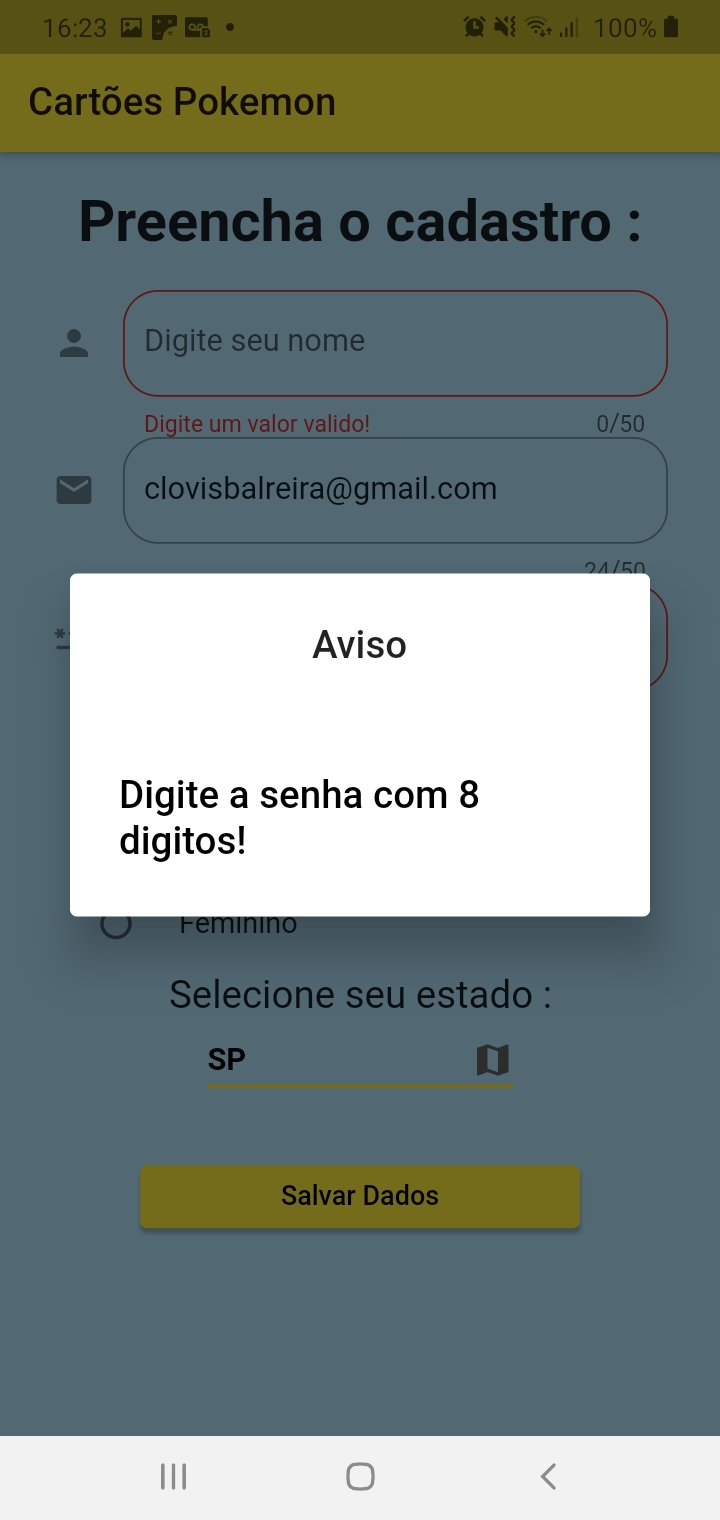 16:23 100%
Cartões Pokemon
Preencha o cadastro :
Digite seu nome
Digite um valor valido! 0/50
clovisbalreira@gmail.com
24/50
Aviso
Digite a senha com 8
digitos!
Feminino
Selecione seu estado :
SP
Salvar Dados